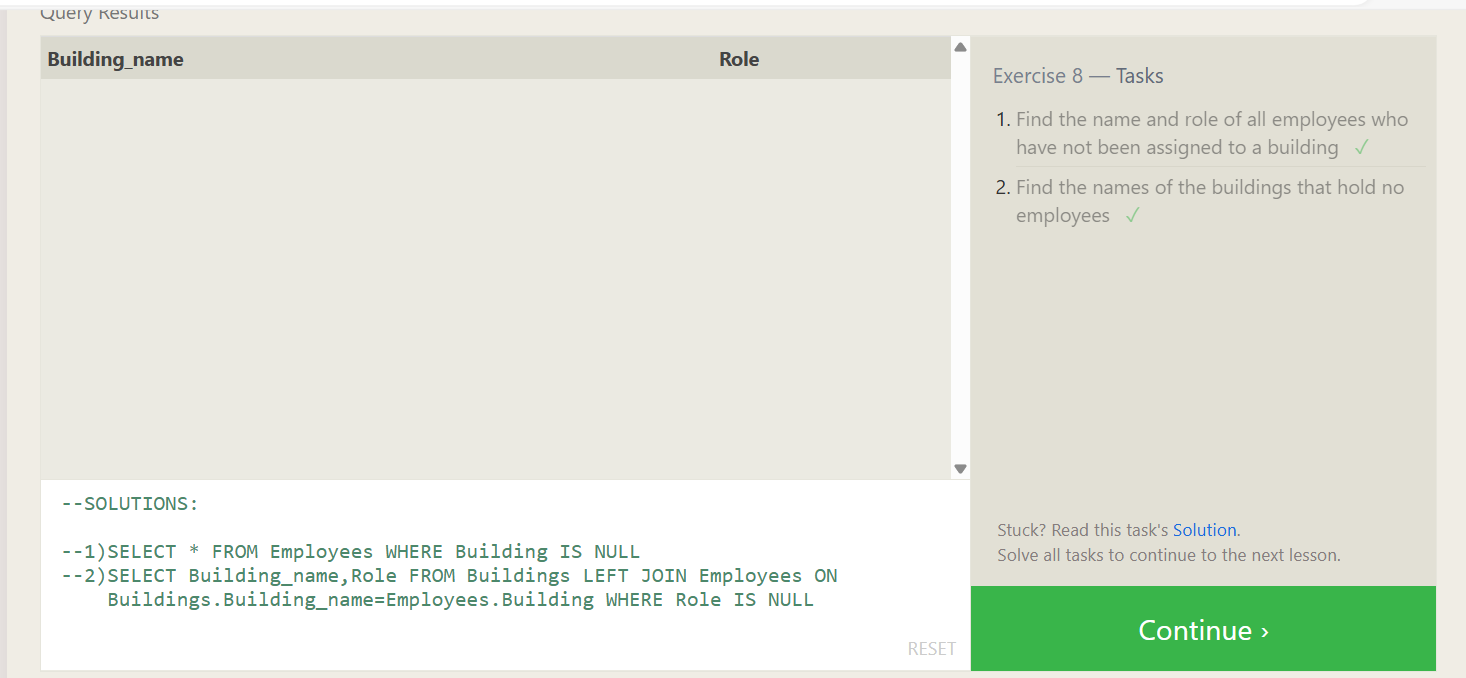 Query Results
Building_name Role
Exercise 8 — Tasks
1. Find the name and role of all employees who
have not been assigned to a building ✓
2. Find the names of the buildings that hold no
employees ✓
--SOLUTIONS:
--1)SELECT * FROM Employees WHERE Building IS NULL
--2)SELECT Building_name,Role FROM Buildings LEFT JOIN Employees ON
Buildings.Building_name=Employees.Building WHERE Role IS NULL
RESET
Stuck? Read this task's Solution.
Solve all tasks to continue to the next lesson.
Continue ›